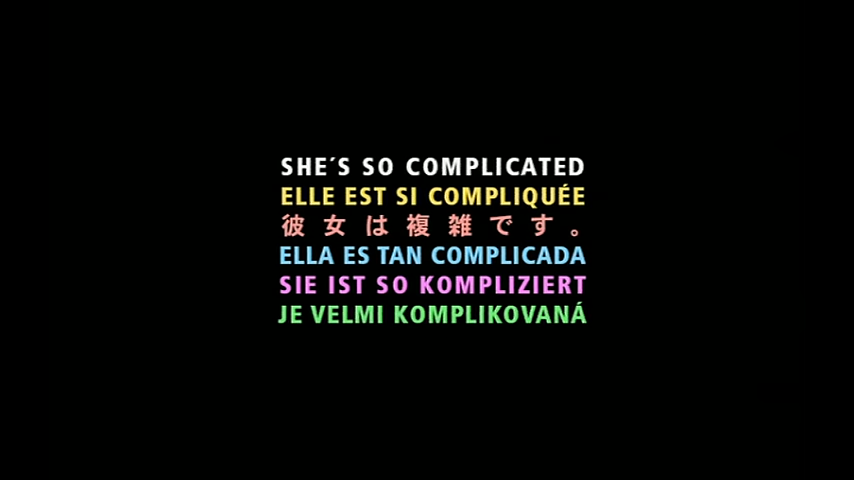 SHE´S SO COMPLICATED
ELLE EST SI COMPLIQUÉE
彼女は複雑です。
ELLA ES TAN COMPLICADA
SIE IST SO KOMPLIZIERT
JE VELMI KOMPLIKOVANÁ